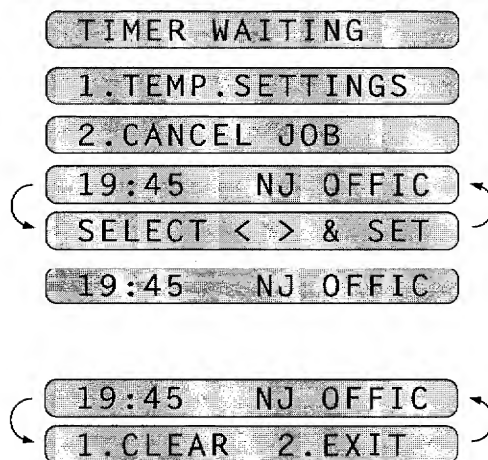 TIMER WAITING
1.TEMP.SETTINGS
2.CANCEL JOB
19:45 NJ OFFIC
SELECT < > & SET
19:45 NJ OFFIC
19:45 NJ OFFIC
1.CLEAR 2.EXIT